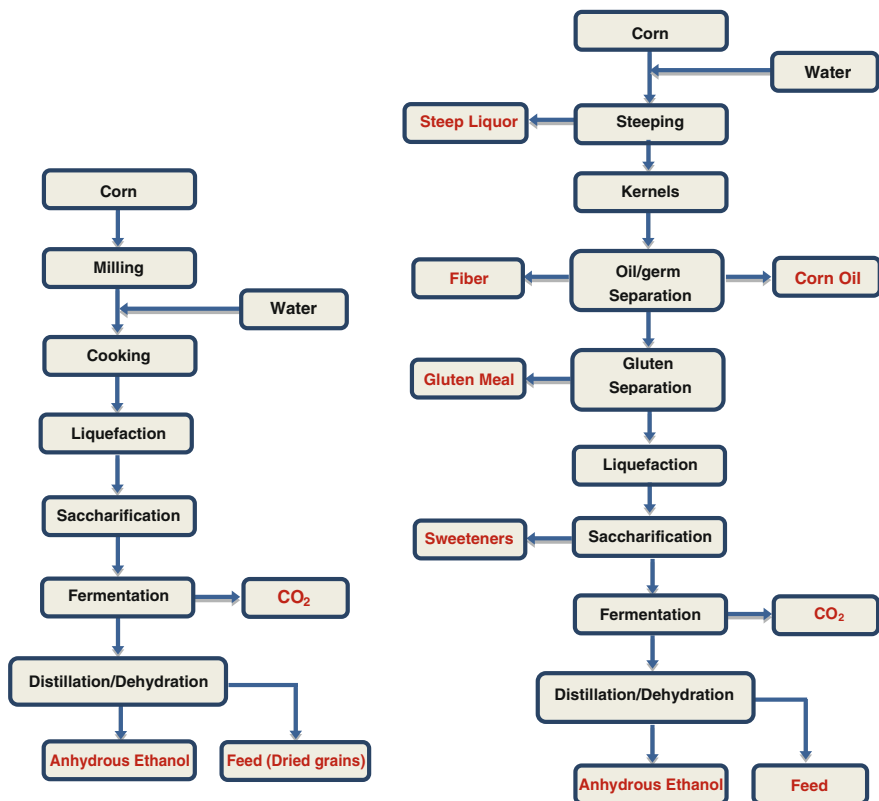 Corn
Milling
Water
Cooking
Liquefaction
Saccharification
Fermentation
CO₂
Distillation/Dehydration
Anhydrous Ethanol
Feed (Dried grains)
Corn
Water
Steep Liquor
Steeping
Kernels
Fiber
Oil/germ
Separation
Corn Oil
Gluten Meal
Gluten
Separation
Liquefaction
Sweeteners
Saccharification
Fermentation
CO₂
Distillation/Dehydration
Anhydrous Ethanol
Feed